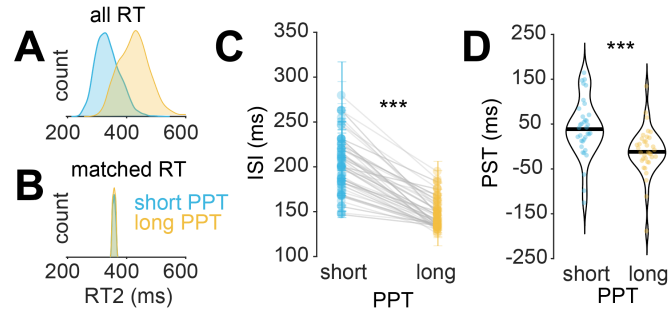 A
all RT
count
200 400 600
B
matched RT
count
short PPT
long PPT
200 400 600
RT2 (ms)
C
ISI (ms)
350
300
250
200
150
100
***
short long
PPT
D
PST (ms)
250
150
50
-50
-150
-250
***
short long
PPT